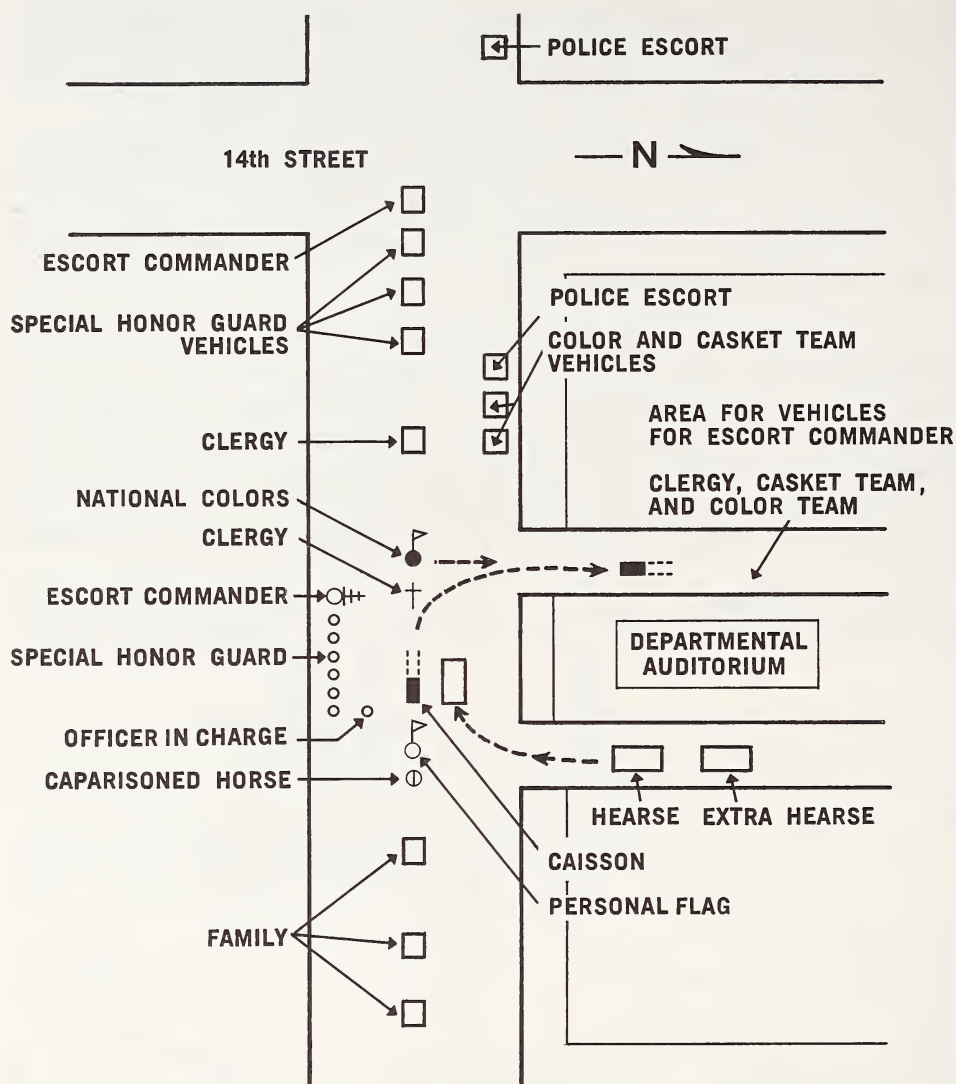 POLICE ESCORT
14th STREET
N
ESCORT COMMANDER
SPECIAL HONOR GUARD
VEHICLES
POLICE ESCORT
COLOR AND CASKET TEAM
VEHICLES
AREA FOR VEHICLES
FOR ESCORT COMMANDER
CLERGY, CASKET TEAM,
AND COLOR TEAM
CLERGY
NATIONAL COLORS
CLERGY
ESCORT COMMANDER
SPECIAL HONOR GUARD
DEPARTMENTAL
AUDITORIUM
OFFICER IN CHARGE
CAPARISONED HORSE
HEARSE
EXTRA HEARSE
CAISSON
PERSONAL FLAG
FAMILY